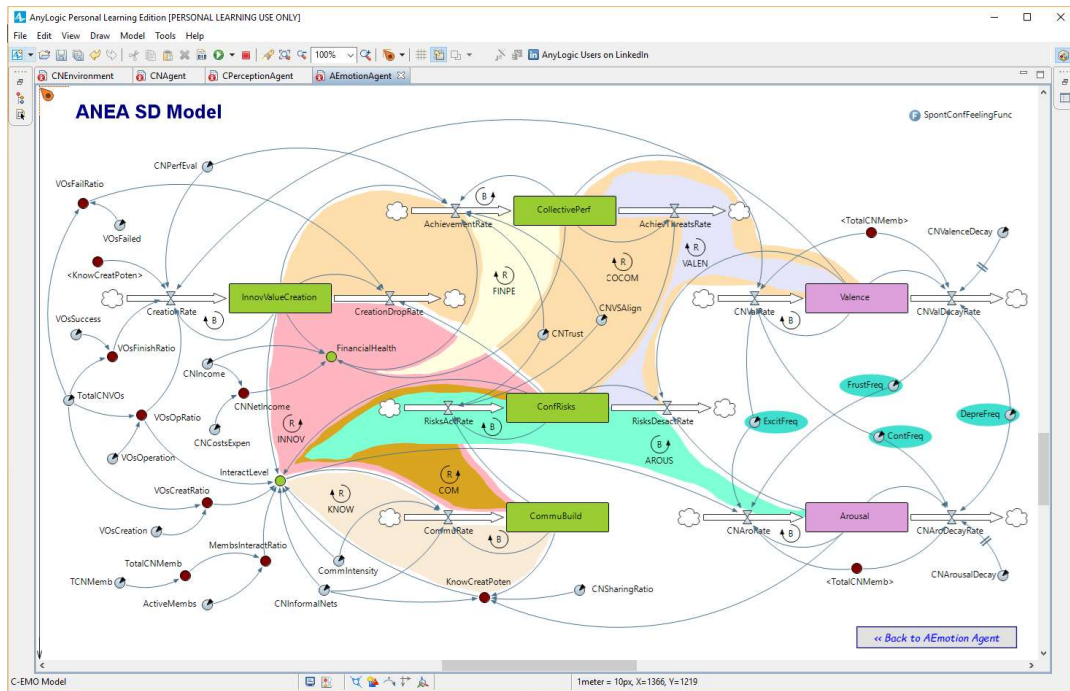 AnyLogic Personal Learning Edition [PERSONAL LEARNING USE ONLY]
File Edit View Draw Model Tools Help
100%
AnyLogic Users on LinkedIn
CNEnvironment
CNAgent
CPerceptionAgent
AEmotionAgent
ANEA SD Model
SpontConfFeelingFunc
CNPerfEval
VOsFailRatio
VOsFailed
<KnowCreatPoten>
CreationRate
B
InnovValueCreation
CreationDropRate
AchievementRate
B
CollectivePerf
AchievThreatsRate
R
FINPE
R
COCOM
R
VALEN
<TotalCNMemb>
CNValenceDecay
CNValRate
B
Valence
CNValDecayRate
VOsSuccess
VOsFinishRatio
CNIncome
FinancialHealth
CNTrust
CNVSAlign
TotalCNVOs
CNNetIncome
VOsOpRatio
CNCostsExpen
VOsOperation
R
INNOV
RisksActRate
B
ConfRisks
RisksDesactRate
FrustFreq
ExcitFreq
ContFreq
DepreFreq
B
AROUS
InteractLevel
R
KNOW
R
COM
VOsCreatRatio
VOsCreation
CommuRate
B
CommuBuild
CNAroRate
B
Arousal
CNAroDecayRate
MembsInteractRatio
TotalCNMemb
TCNMemb
ActiveMembs
CommIntensity
CNInformalNets
KnowCreatPoten
CNSharingRatio
<TotalCNMemb>
CNArousalDecay
<< Back to AEmotion Agent
C-EMO Model
1meter = 10px, X=1366, Y=1219